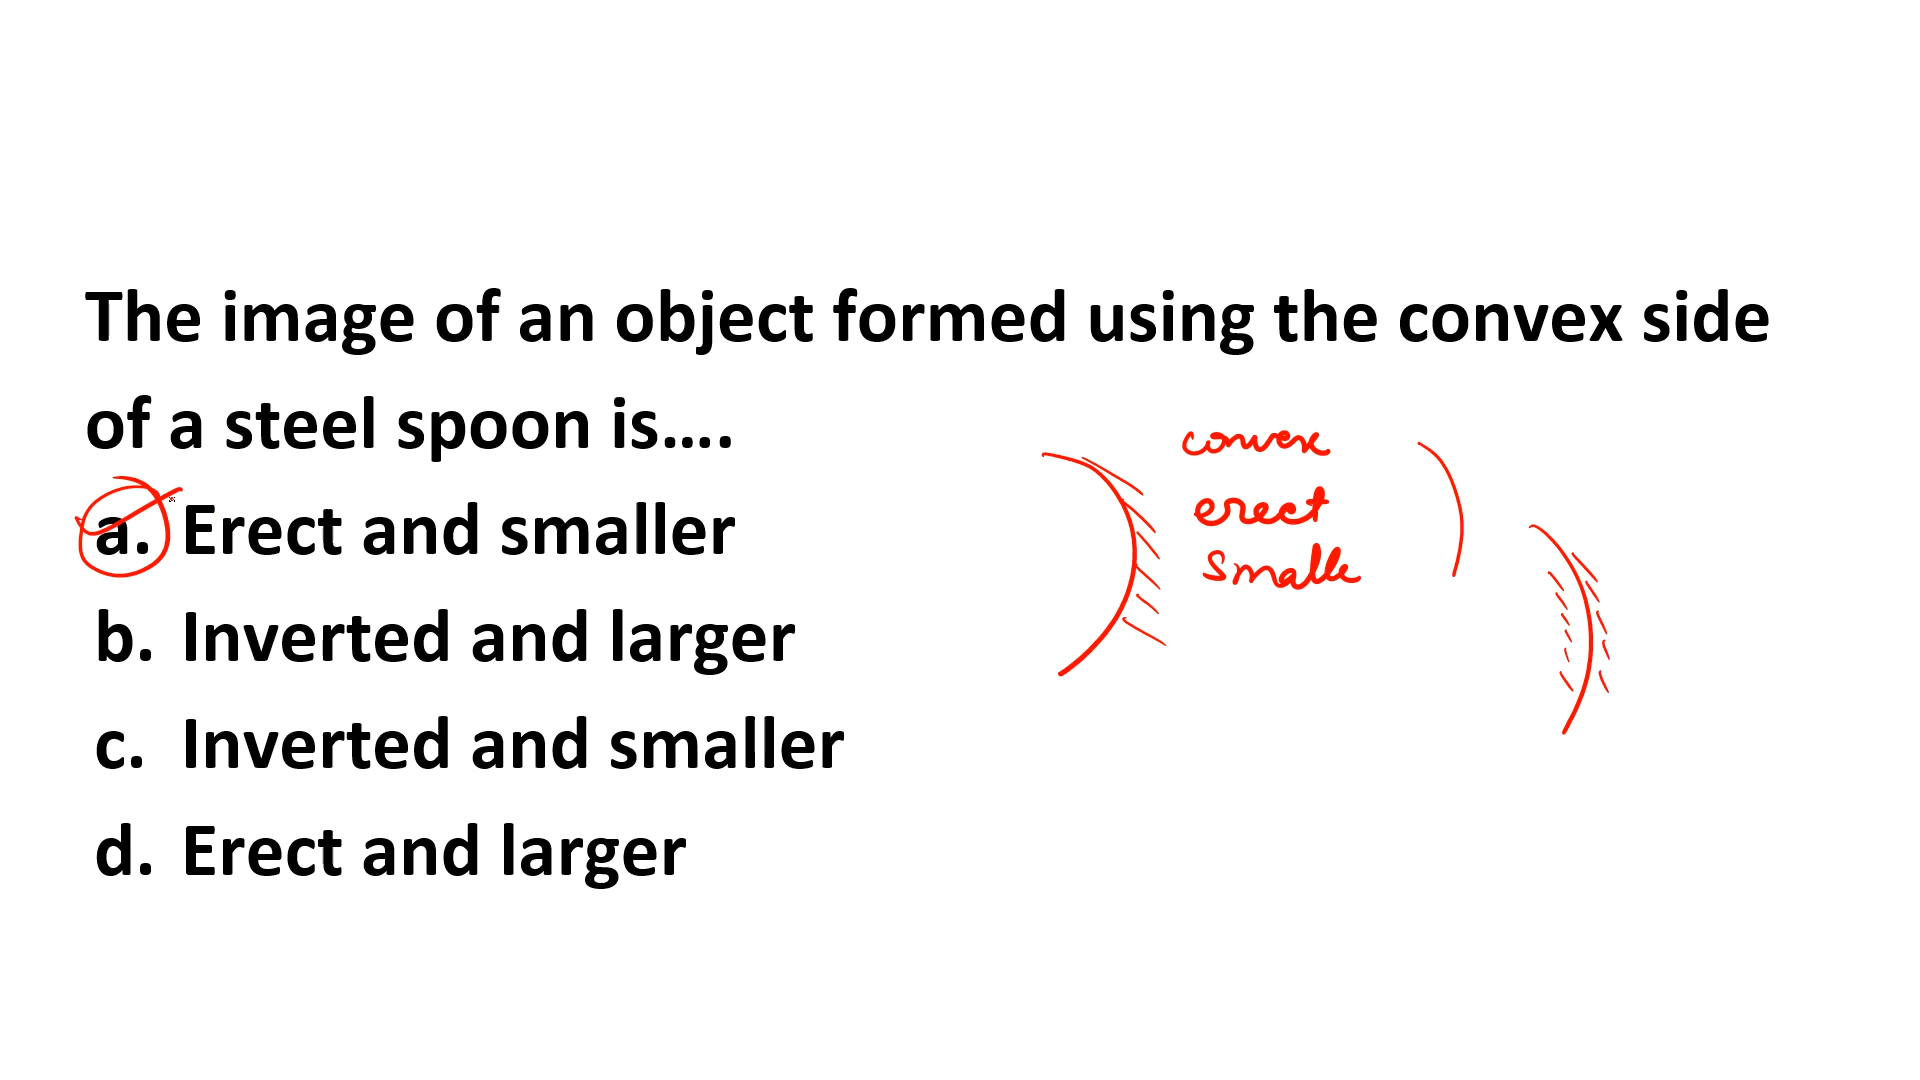 The image of an object formed using the convex side
of a steel spoon is....
a. Erect and smaller
b. Inverted and larger
c. Inverted and smaller
d. Erect and larger
convex
erect
smalle